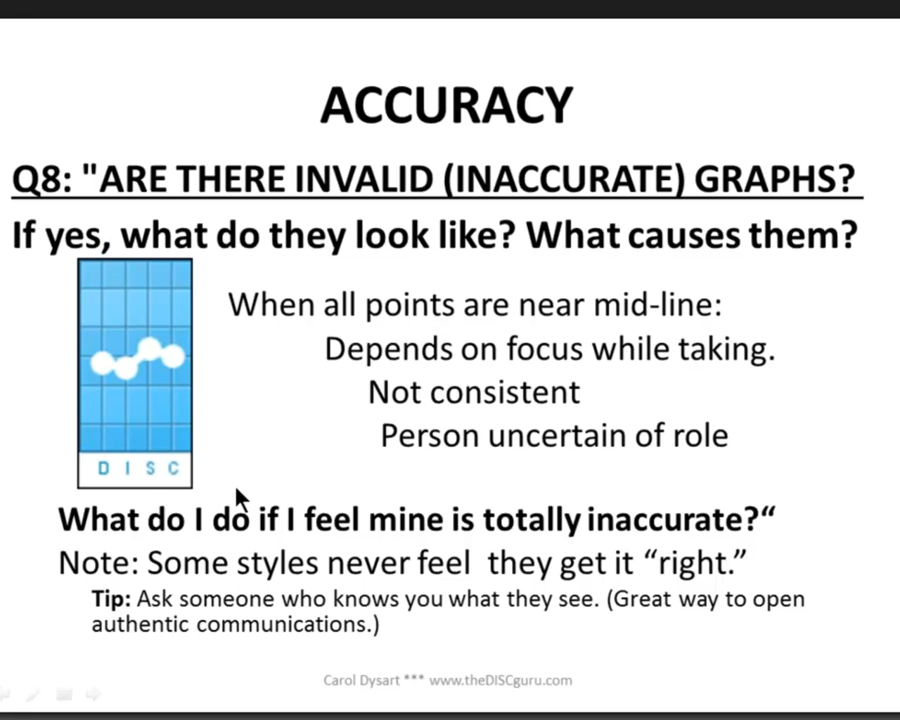 ACCURACY
Q8: "ARE THERE INVALID (INACCURATE) GRAPHS?
If yes, what do they look like? What causes them?
When all points are near mid-line:
Depends on focus while taking.
Not consistent
Person uncertain of role
D I S C
What do I do if I feel mine is totally inaccurate?“
Note: Some styles never feel they get it “right.”
Tip: Ask someone who knows you what they see. (Great way to open
authentic communications.)
Carol Dysart *** www.theDISCguru.com